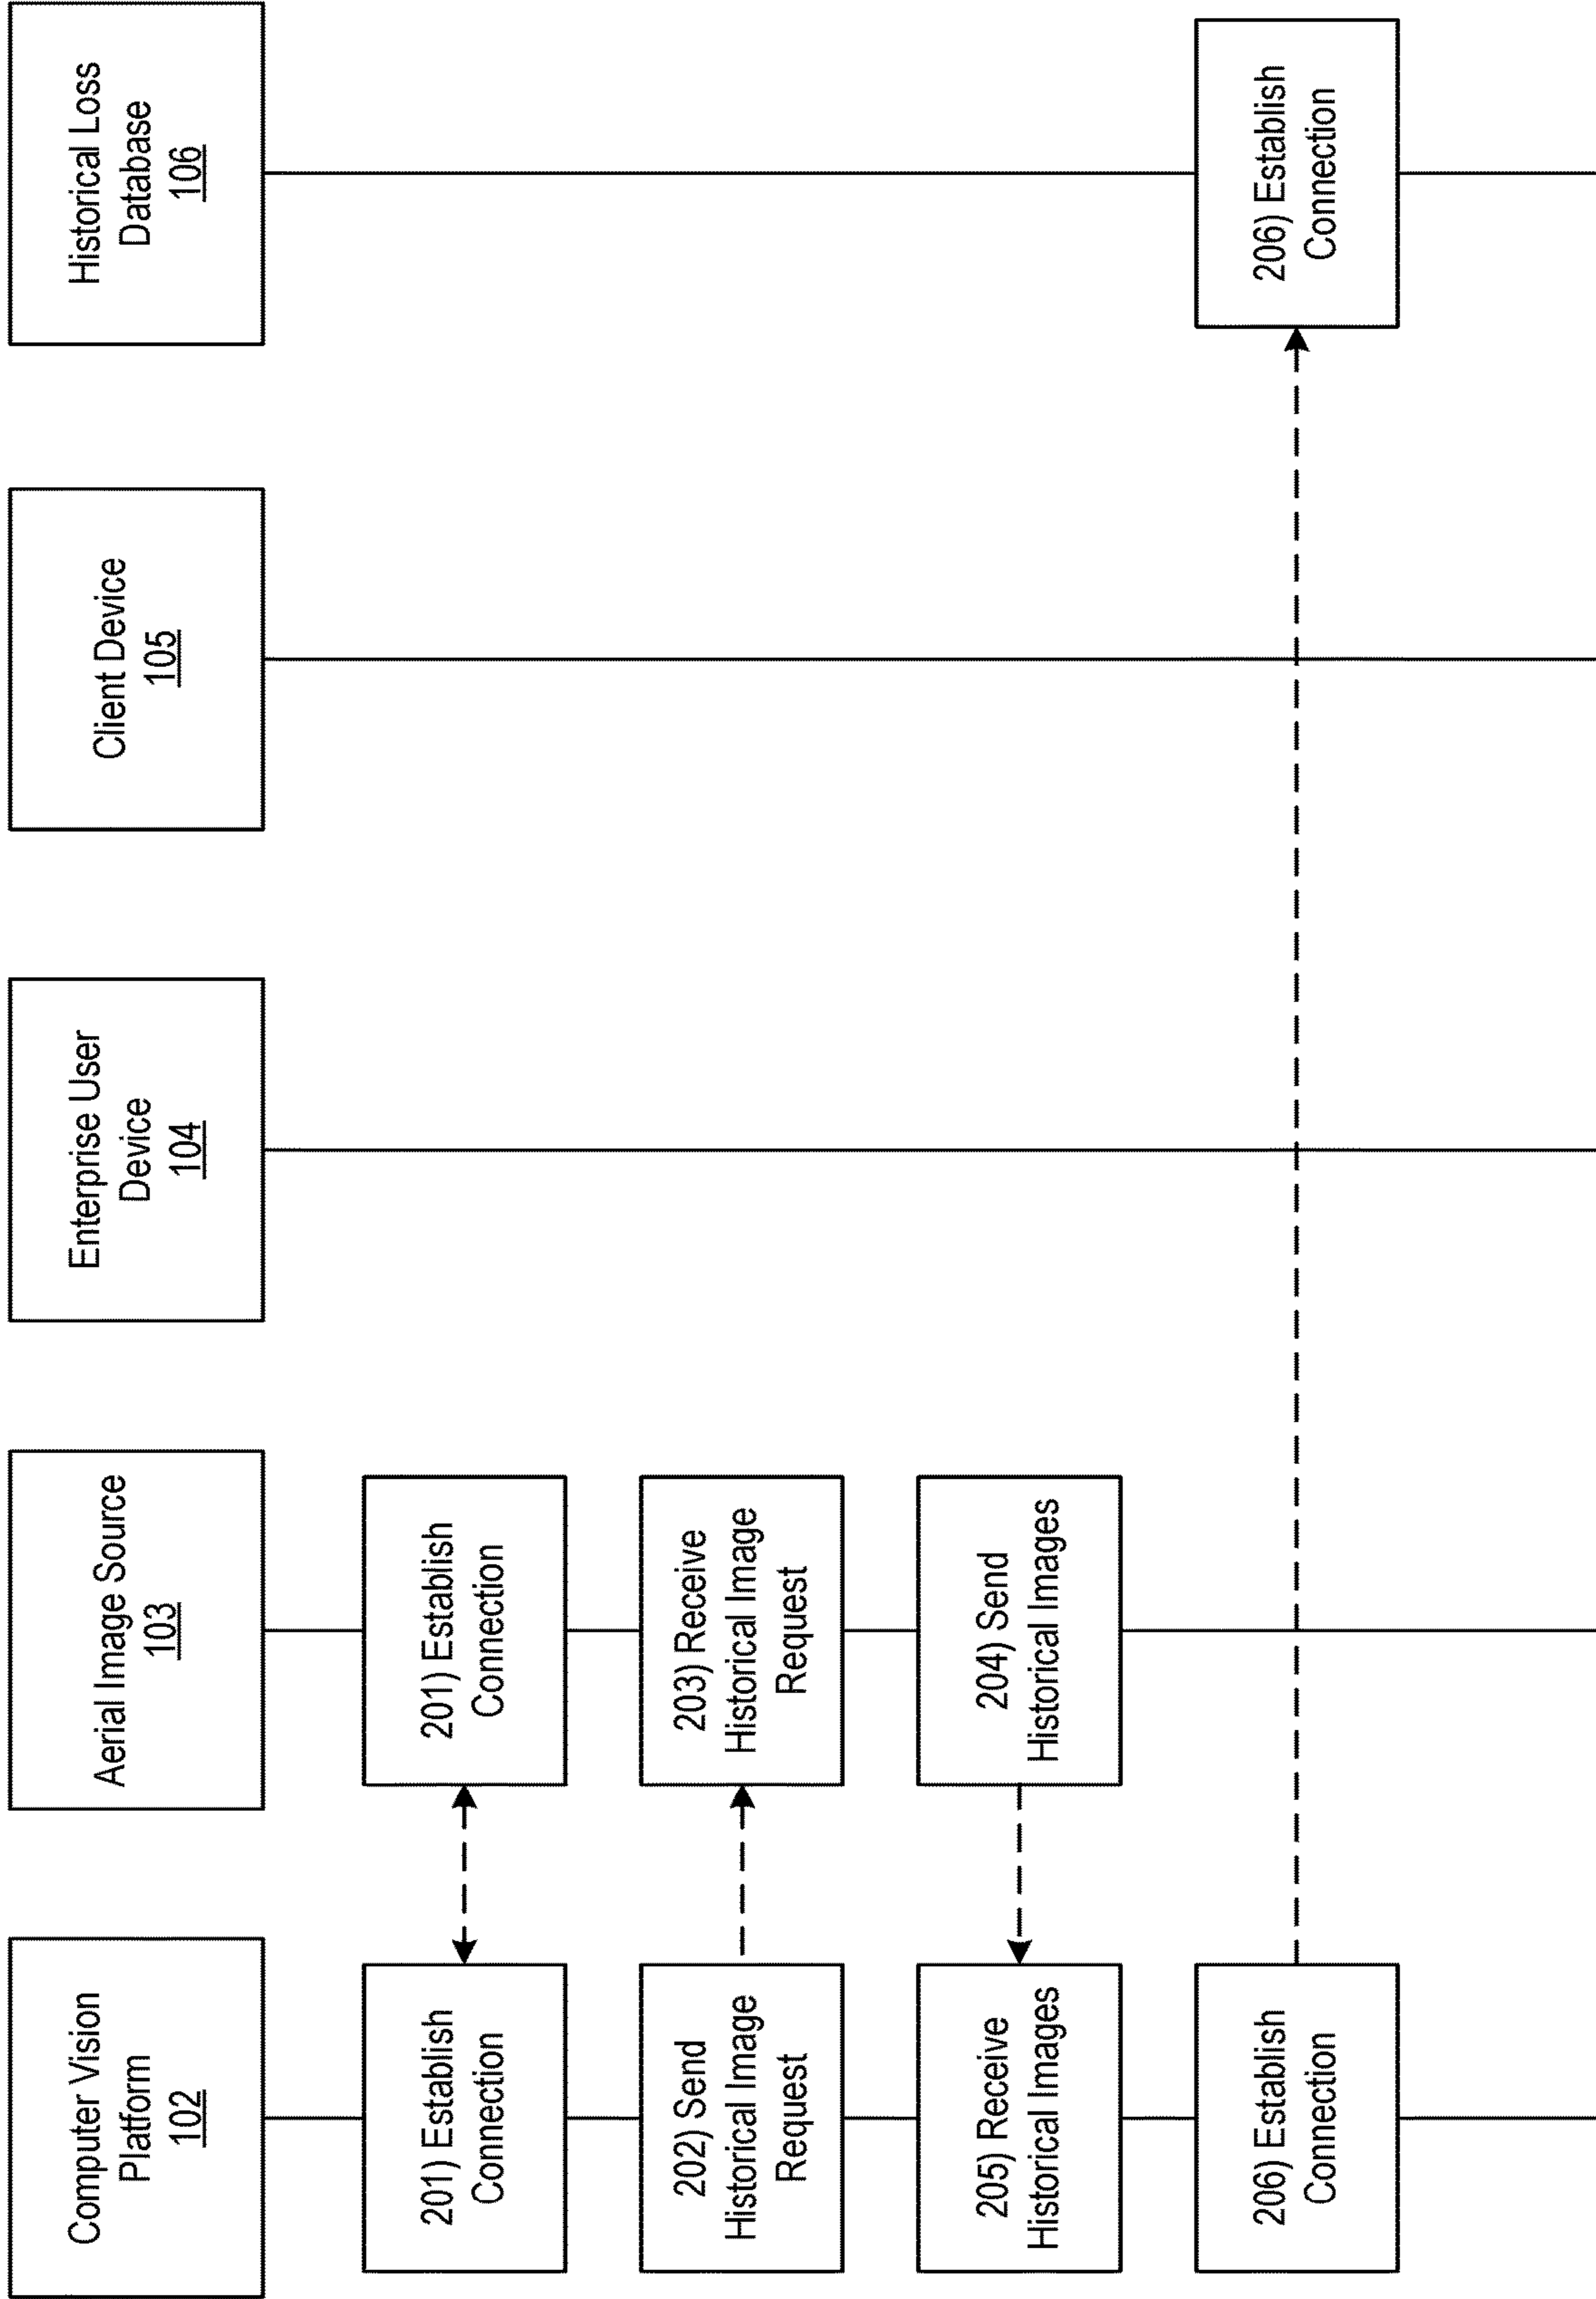 Computer Vision
Platform
102
Aerial Image Source
103
Enterprise User
Device
104
Client Device
105
Historical Loss
Database
106
201) Establish
Connection
201) Establish
Connection
202) Send
Historical Image
Request
203) Receive
Historical Image
Request
205) Receive
Historical Images
204) Send
Historical Images
206) Establish
Connection
206) Establish
Connection